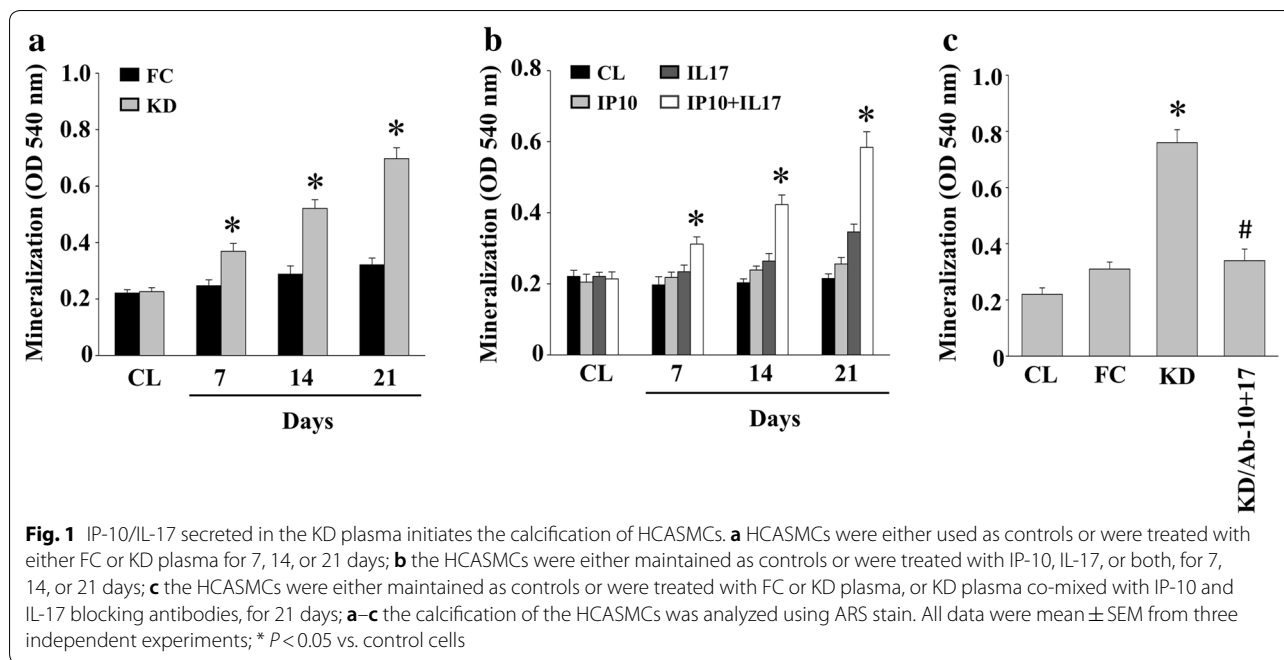 a
FC
KD
Mineralization (OD 540 nm)
1.0
0.8
0.6
0.4
0.2
0
*
*
*
CL 7 14 21
Days
b
CL IL17
IP10 IP10+IL17
Mineralization (OD 540 nm)
0.8
0.6
0.4
0.2
0
*
*
*
CL 7 14 21
Days
c
Mineralization (OD 540 nm)
1.0
0.8
0.6
0.4
0.2
0
*
#
CL FC KD KD/Ab-10+17
Fig. 1 IP-10/IL-17 secreted in the KD plasma initiates the calcification of HCASMCs. a HCASMCs were either used as controls or were treated with
either FC or KD plasma for 7, 14, or 21 days; b the HCASMCs were either maintained as controls or were treated with IP-10, IL-17, or both, for 7,
14, or 21 days; c the HCASMCs were either maintained as controls or were treated with FC or KD plasma, or KD plasma co-mixed with IP-10 and
IL-17 blocking antibodies, for 21 days; a–c the calcification of the HCASMCs was analyzed using ARS stain. All data were mean ± SEM from three
independent experiments; * P < 0.05 vs. control cells